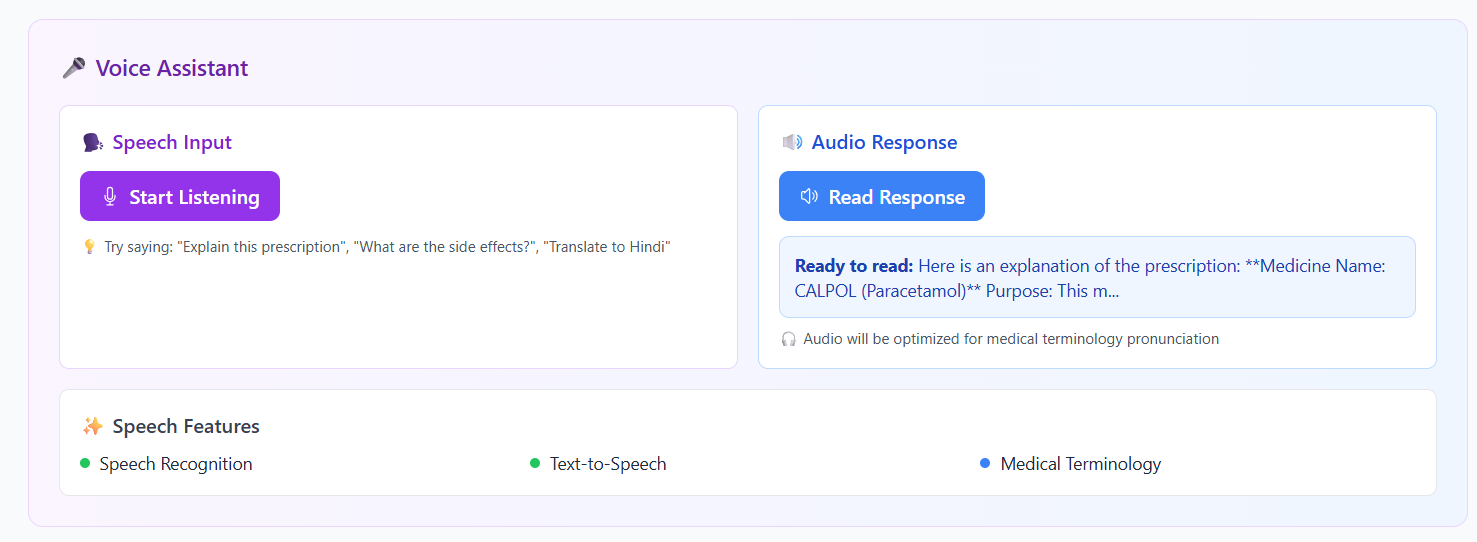 Voice Assistant
Speech Input
Start Listening
Try saying: "Explain this prescription", "What are the side effects?", "Translate to Hindi"
Audio Response
Read Response
Ready to read: Here is an explanation of the prescription: **Medicine Name:
CALPOL (Paracetamol)** Purpose: This m...
Audio will be optimized for medical terminology pronunciation
Speech Features
Speech Recognition
Text-to-Speech
Medical Terminology